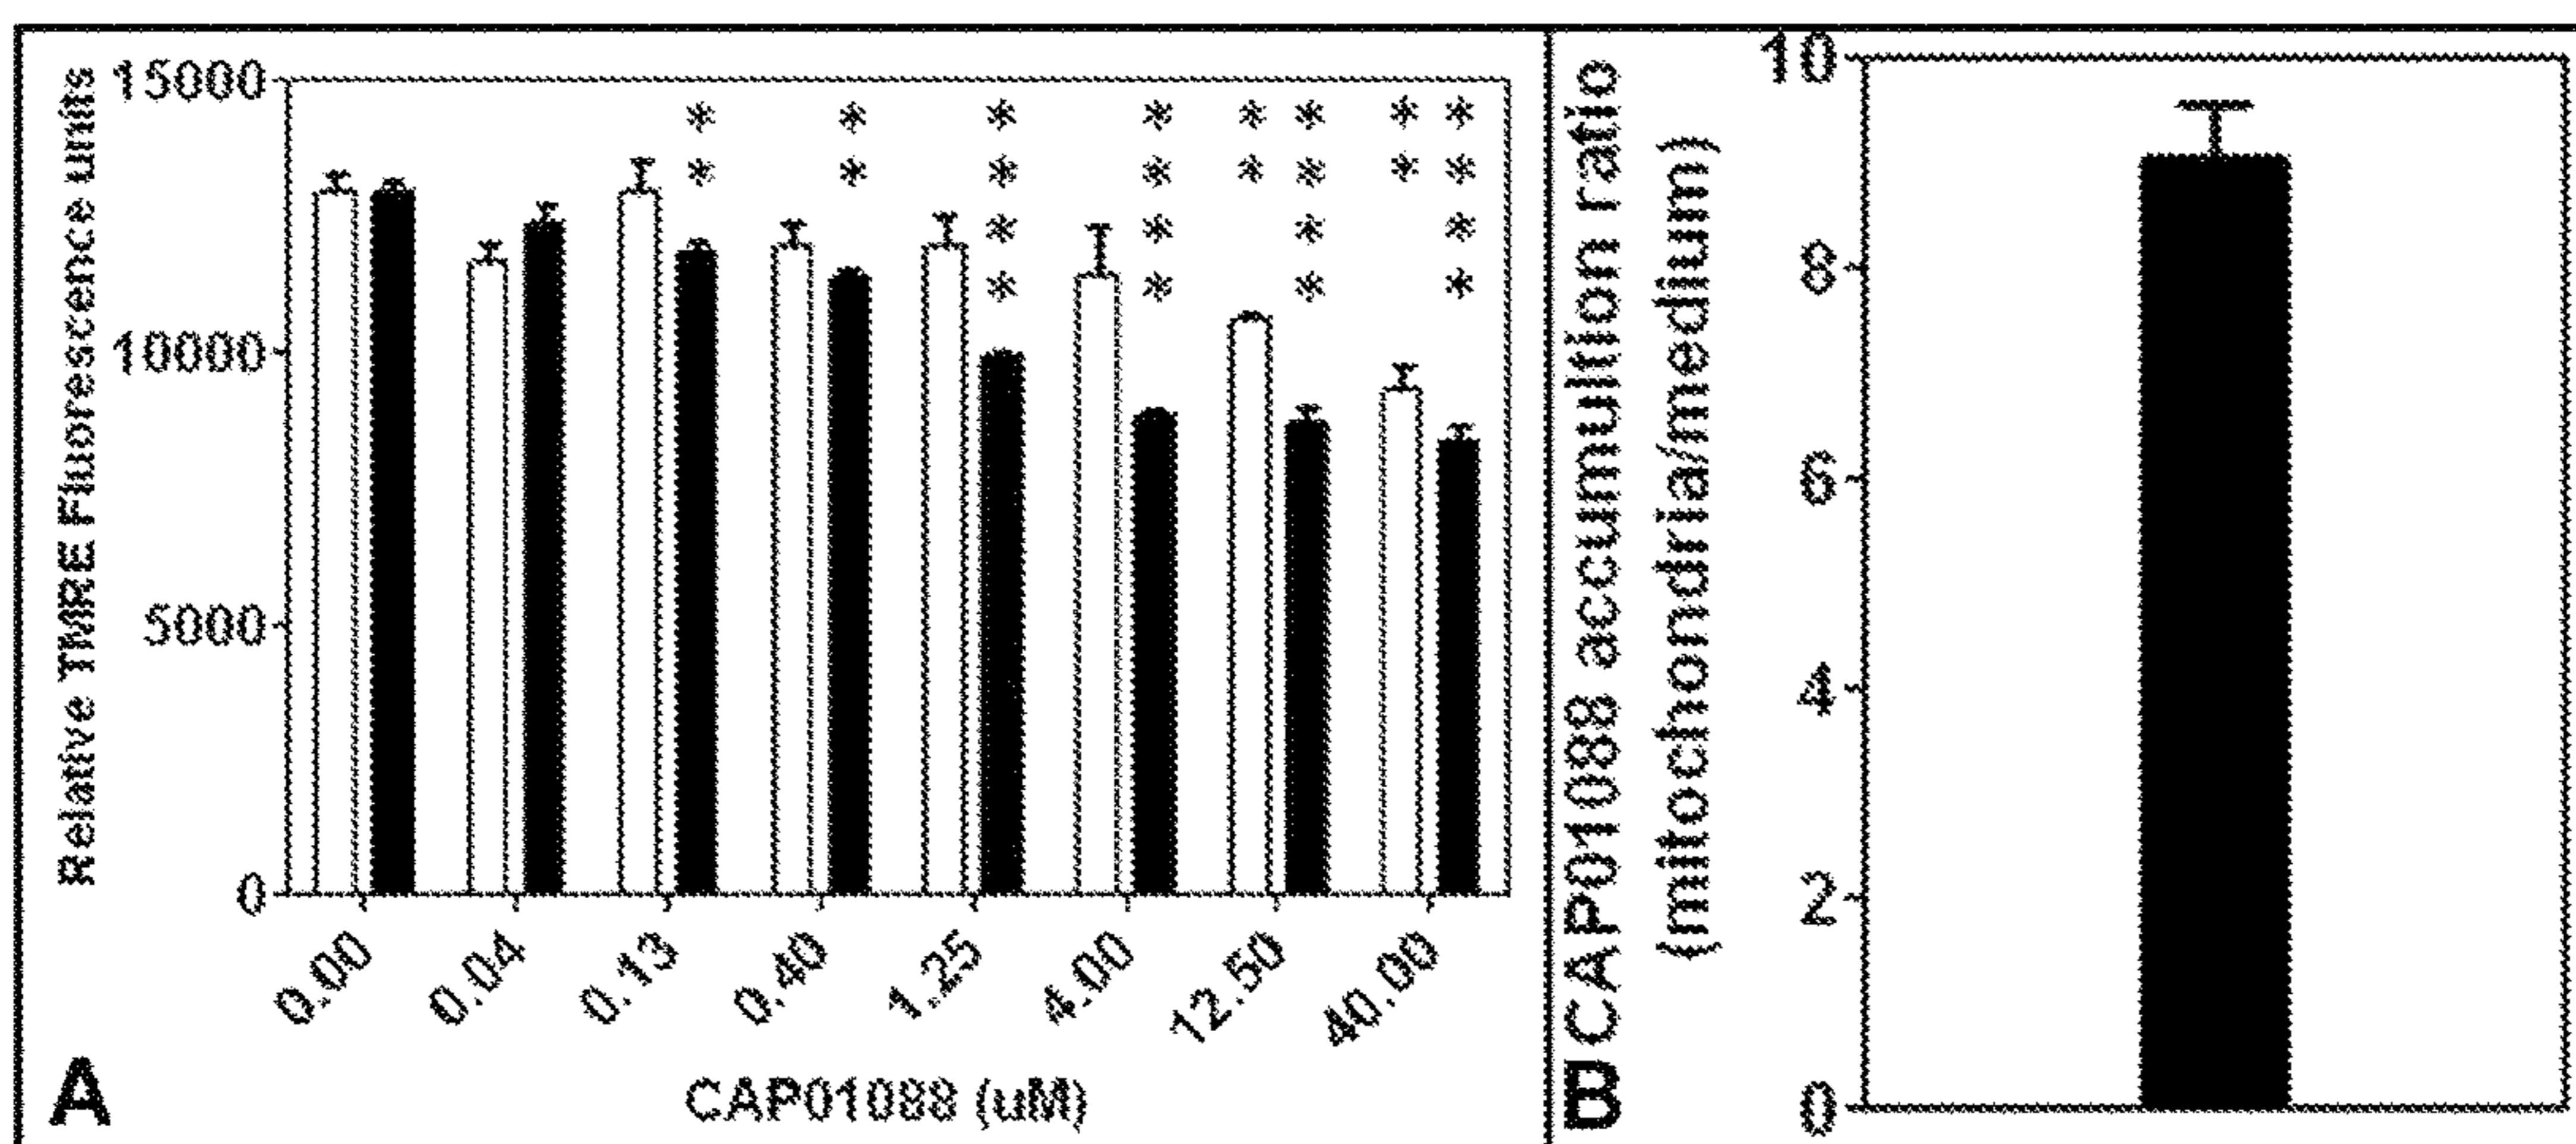 Relative TMRE Fluorescence units
15000
10000
5000
0
* * * * * * * *
* * * * * * * *
* * * *
* * * *
0.00 0.04 0.13 0.40 1.25 4.00 12.50 40.00
CAP01088 (uM)
A
CAP01088 accumultion ratio
(mitochondria/medium)
10
8
6
4
2
0
B